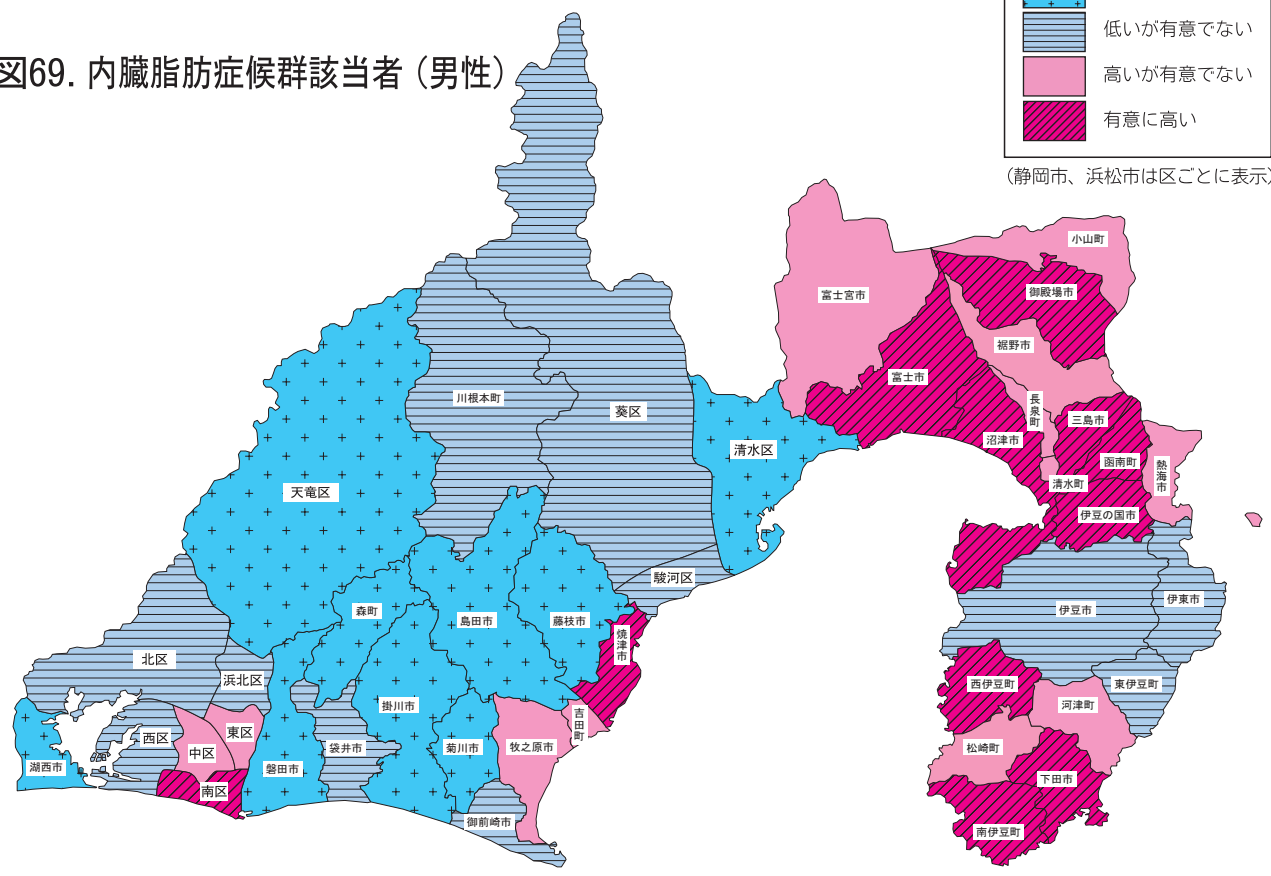 低いが有意でない
図69. 内臓脂肪症候群該当者（男性）
高いが有意でない
有意に高い
(静岡市、浜松市は区ごとに表示)
小山町
御殿場市
富士宮市
裾野市
富士市
川根本町
葵区
長泉町
三島市
沼津市
清水区
函南町
熱海市
清水町
天竜区
伊豆の国市
駿河区
伊東市
伊豆市
森町
島田市
藤枝市
焼津市
北区
浜北区
西伊豆町
東伊豆町
掛川市
河津町
吉田町
東区
西区
中区
袋井市
菊川市
牧之原市
松崎町
湖西市
磐田市
下田市
南区
御前崎市
南伊豆町